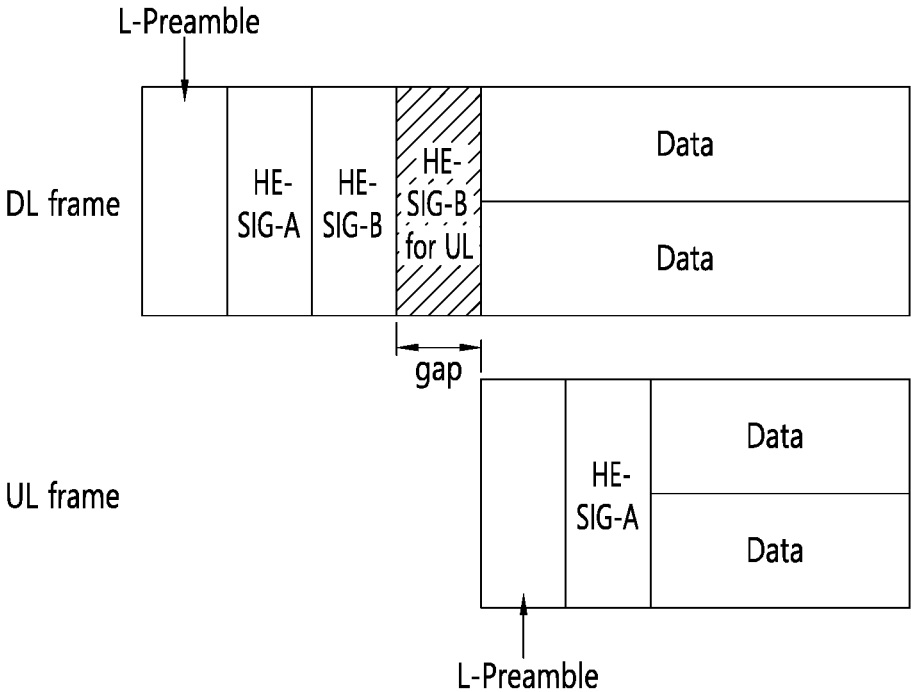 L-Preamble
DL frame
HE-
SIG-A
HE-
SIG-B
HE-
SIG-B
for UL
Data
Data
gap
UL frame
HE-
SIG-A
Data
Data
L-Preamble